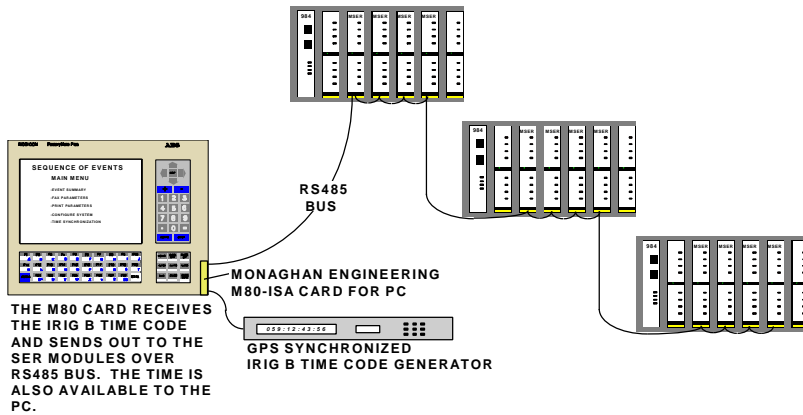 984 MSER MSER MSER MSER
984 MSER MSER MSER MSER
984 MSER MSER MSER MSER
SEQUENCE OF EVENTS
MAIN MENU
-EVENT SUMMARY
-FAX PARAMETERS
-PRINT PARAMETERS
-CONFIGURE SYSTEM
-TIME SYNCHRONIZATION
RS485
BUS
MONAGHAN ENGINEERING
M80-ISA CARD FOR PC
059:12:43:56
GPS SYNCHRONIZED
IRIG B TIME CODE GENERATOR
THE M80 CARD RECEIVES
THE IRIG B TIME CODE
AND SENDS OUT TO THE
SER MODULES OVER
RS485 BUS. THE TIME IS
ALSO AVAILABLE TO THE
PC.